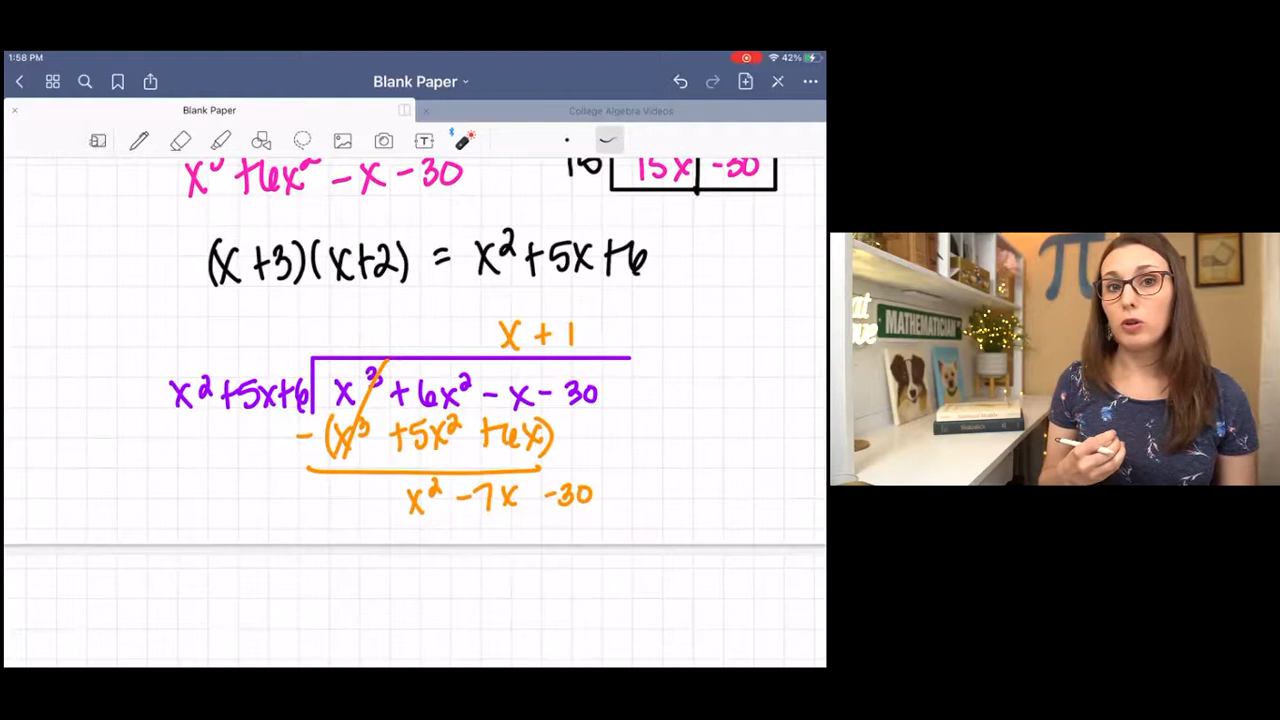 1:58 PM
42%
Blank Paper
Blank Paper
College Algebra Videos
T
x³ + 6x² - x - 30
15x -30
(x + 3)(x + 2) = x² + 5x + 6
x + 1
x² + 5x + 6 x³ + 6x² - x - 30
- (x³ + 5x² + 6x)
x² - 7x - 30
MATHEMATICIAN
π